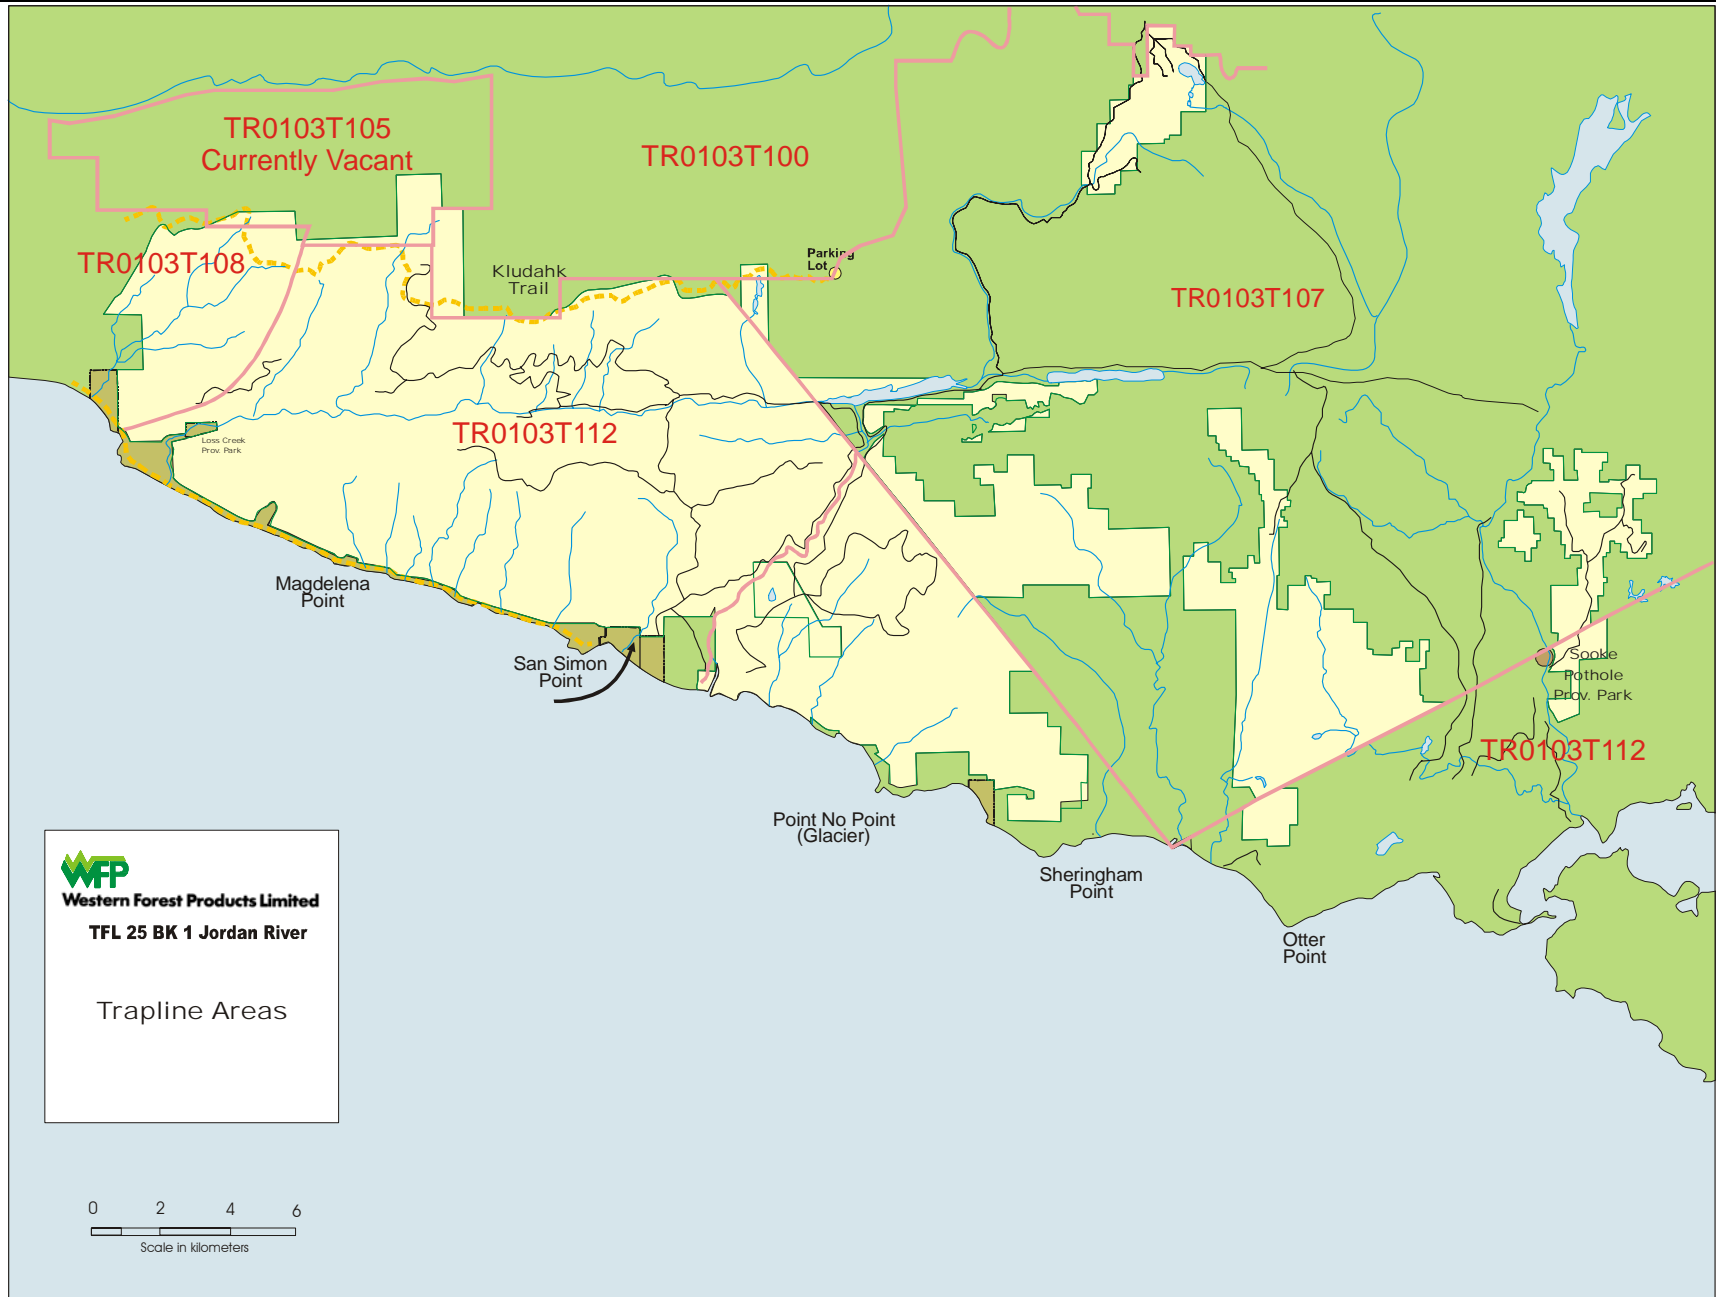 TR0103T105
Currently Vacant
TR0103T100
TR0103T108
Kludahk
Trail
Parking
Lot
TR0103T107
TR0103T112
Loss Creek
Prov. Park
Magdelena
Point
San Simon
Point
Sooke
Pothole
Prov. Park
TR0103T112
Point No Point
(Glacier)
Sheringham
Point
Otter
Point
WFP
Western Forest Products Limited
TFL 25 BK 1 Jordan River
Trapline Areas
0 2 4 6
Scale in kilometers